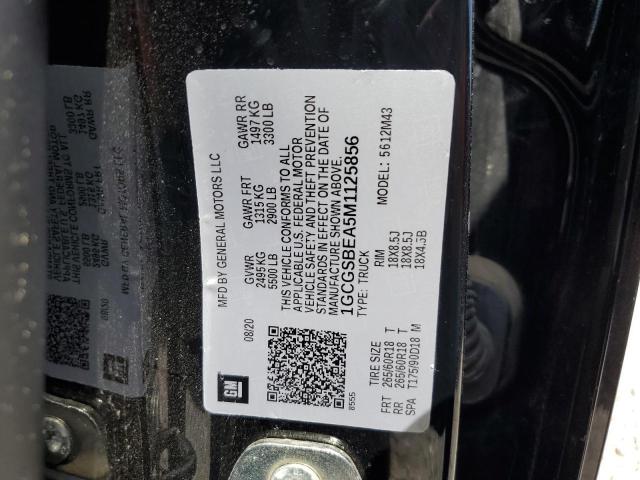 GM
MFD BY GENERAL MOTORS LLC
08/20 GVWR GAWR FRT GAWR RR
2495 KG 1315 KG 1497 KG
5500 LB 2900 LB 3300 LB
THIS VEHICLE CONFORMS TO ALL
APPLICABLE U.S. FEDERAL MOTOR
VEHICLE SAFETY AND THEFT PREVENTION
STANDARDS IN EFFECT ON THE DATE OF
MANUFACTURE SHOWN ABOVE.
1GCGSBEA5M1125856
TYPE: TRUCK MODEL: 5612M43
8555
TIRE SIZE RIM
FRT 265/60R18 T 18X8.5J
RR 265/60R18 T 18X8.5J
SPA T175/90D18 M 18X4.5B